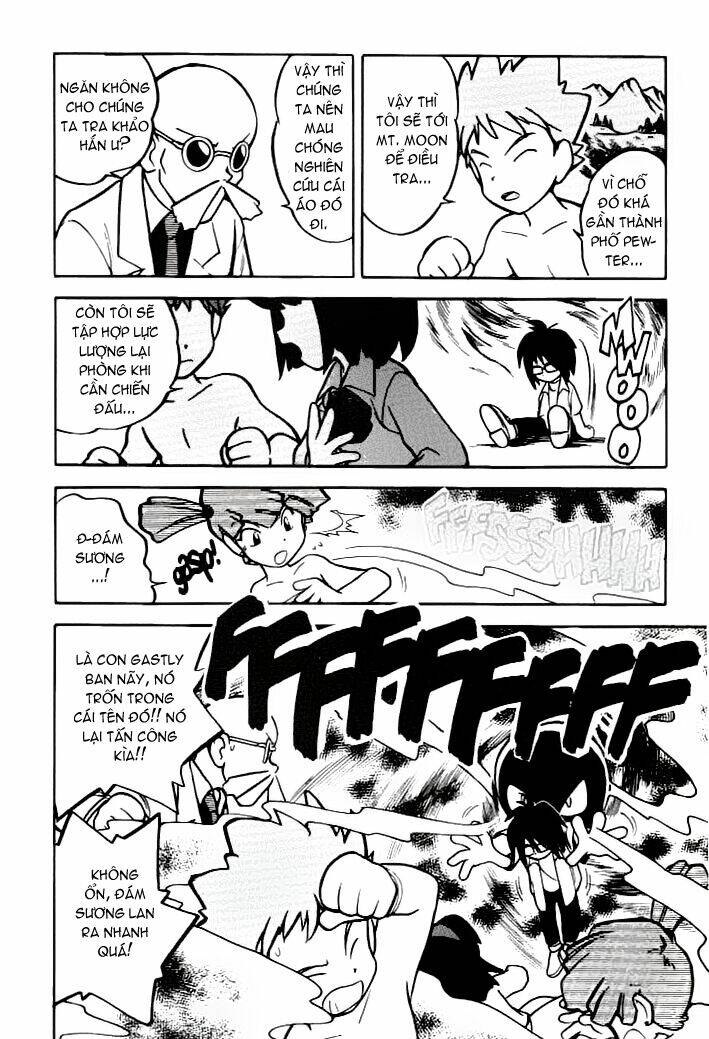 VÌ CHỖ
ĐÓ KHÁ
GẦN THÀNH
PHỐ PEW-
TER...
VẬY THÌ
TÔI SẼ TỚI
MT. MOON
ĐỂ ĐIỀU
TRA...
VẬY THÌ
CHÚNG
TA NÊN
MAU
CHÓNG
NGHIÊN
CỨU CÁI
ÁO ĐÓ
ĐI.
NGĂN KHÔNG
CHO CHÚNG
TA TRA KHẢO
HẮN Ư?
MWOOO
CÒN TÔI SẼ
TẬP HỢP LỰC
LƯỢNG LẠI
PHÒNG KHI
CẦN CHIẾN
ĐẤU...
FFFSSSHHHH
gasp!
Đ-ĐÁM
SƯƠNG
...!
FFFFFFFFF
LÀ CON GASTLY
BAN NÃY, NÓ
TRỐN TRONG
CÁI TÊN ĐÓ!! NÓ
LẠI TẤN CÔNG
KÌA!!
KHÔNG
ỔN, ĐÁM
SƯƠNG LAN
RA NHANH
QUÁ!